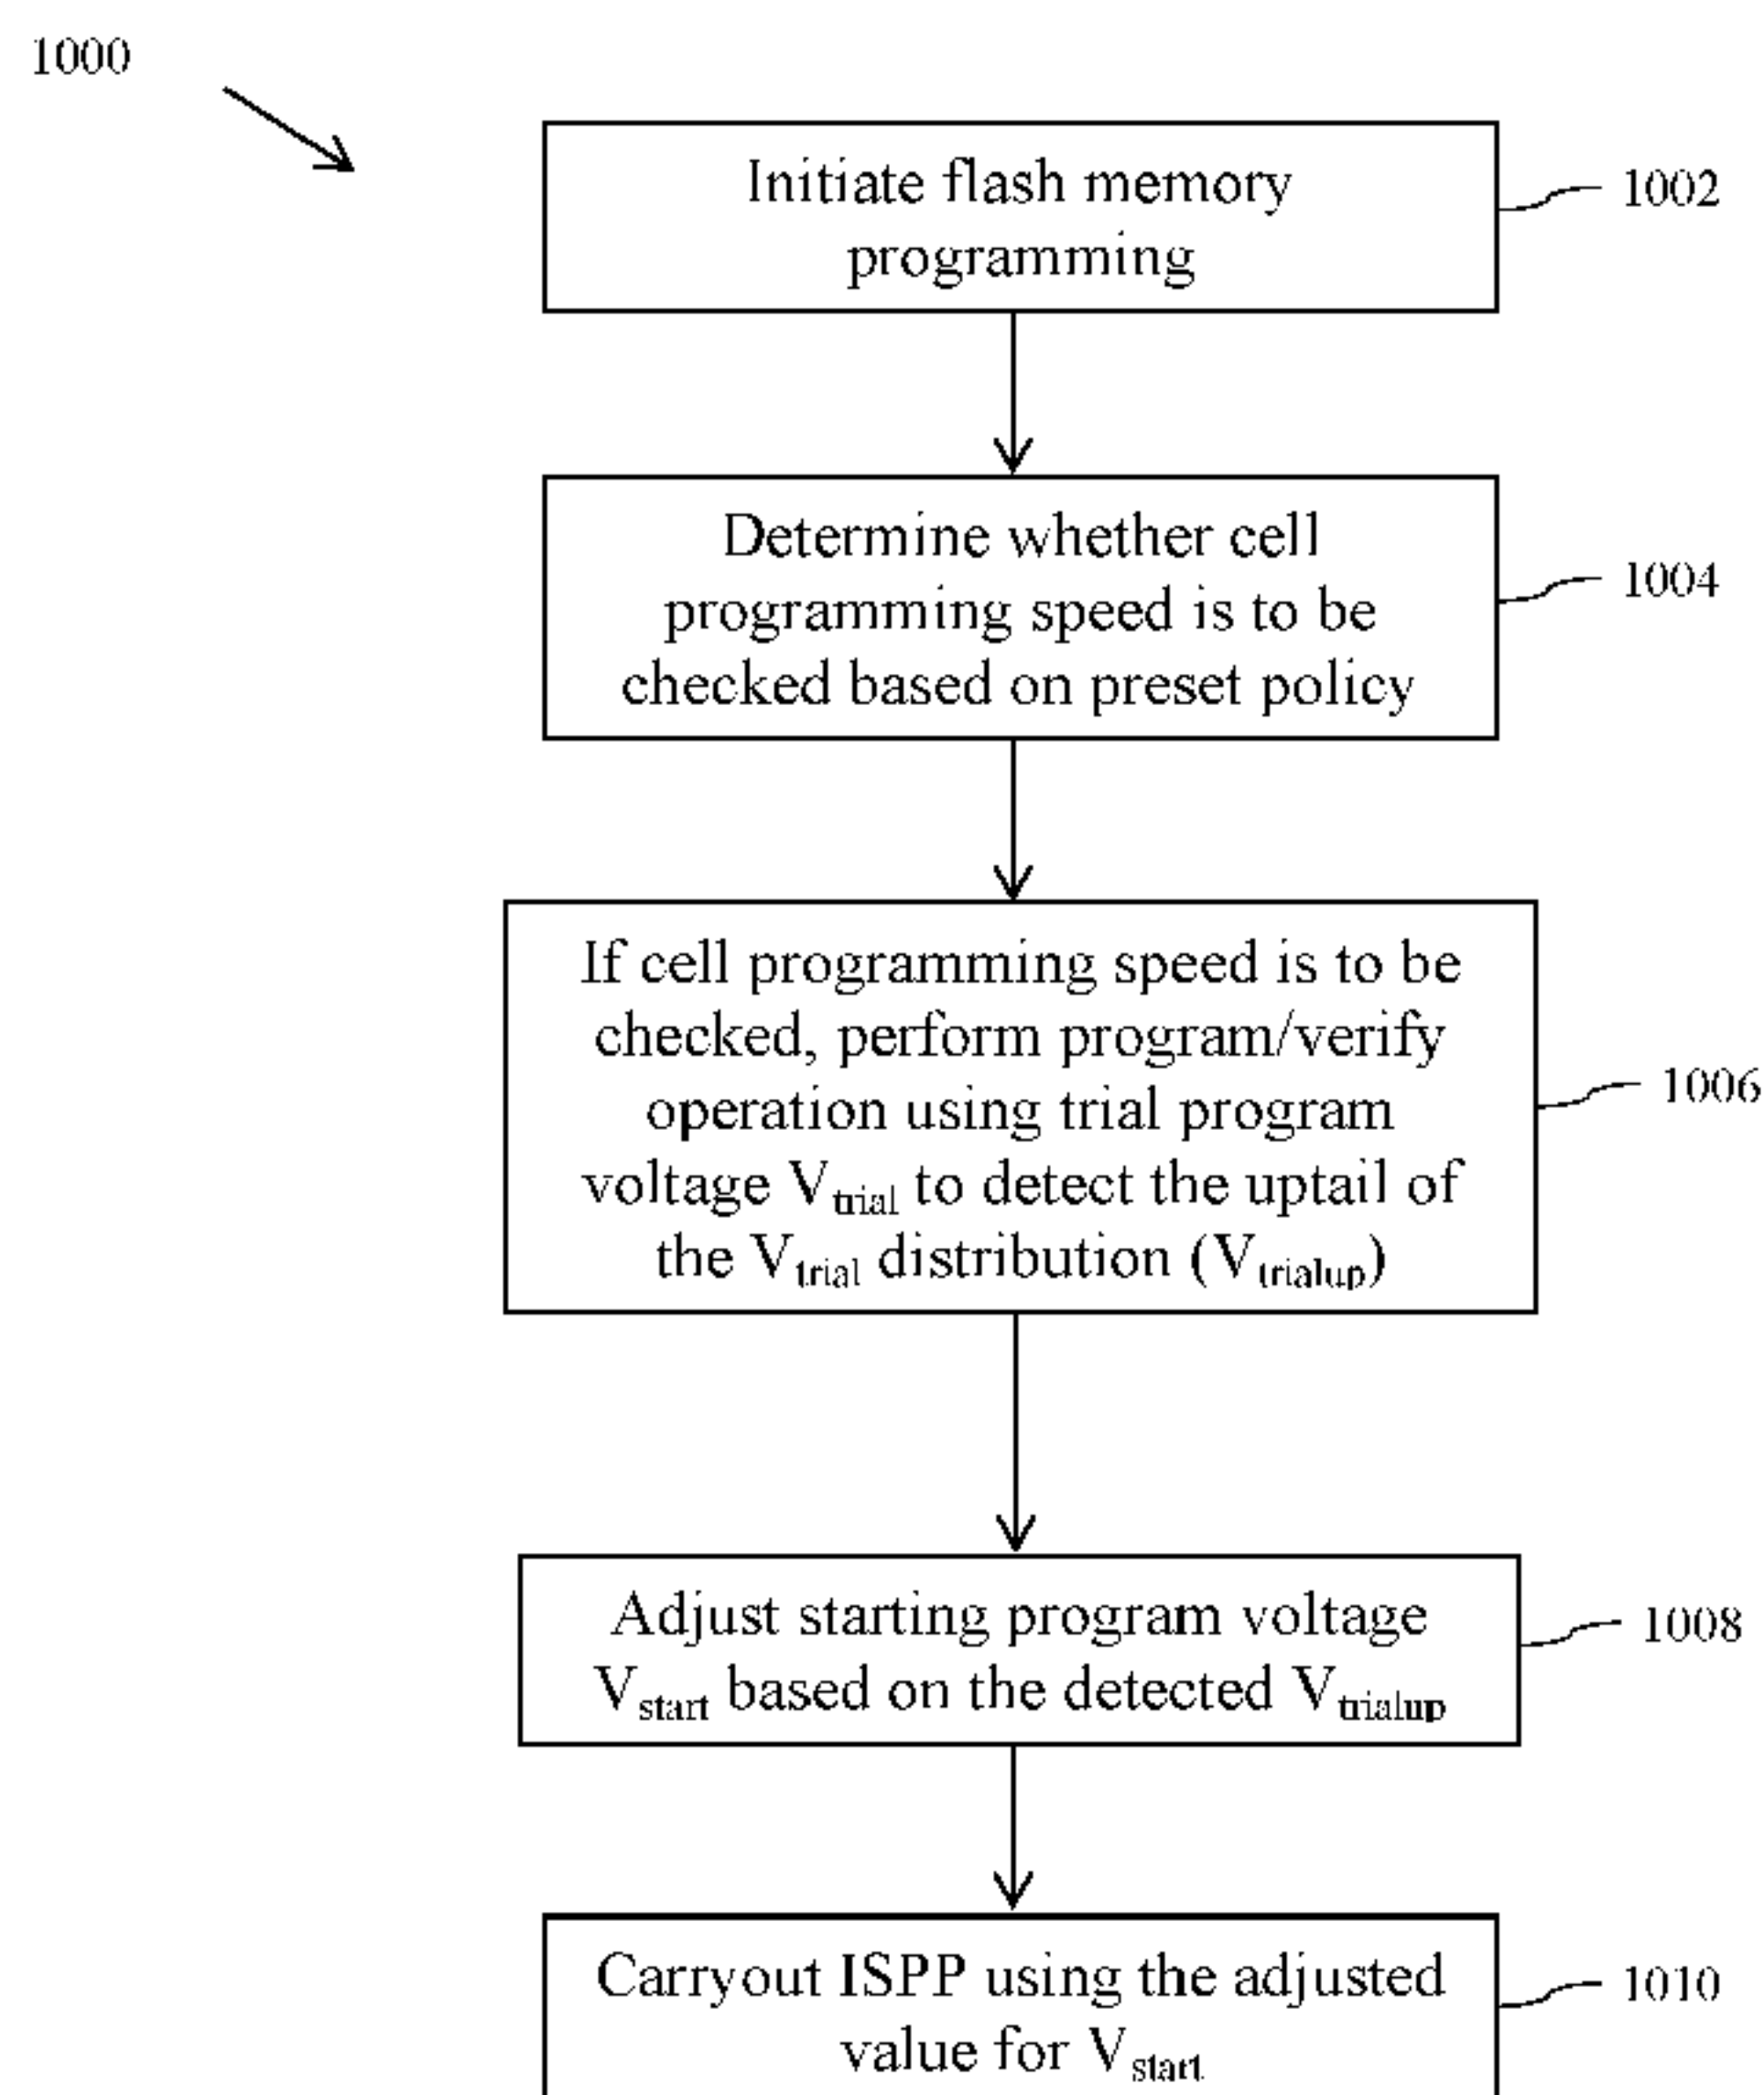 1000
Initiate flash memory
programming
1002
Determine whether cell
programming speed is to be
checked based on preset policy
1004
If cell programming speed is to be
checked, perform program/verify
operation using trial program
voltage Vtrial to detect the uptail of
the Vtrial distribution (Vtrialup)
1006
Adjust starting program voltage
Vstart based on the detected Vtrialup
1008
Carryout ISPP using the adjusted
value for Vstart
1010